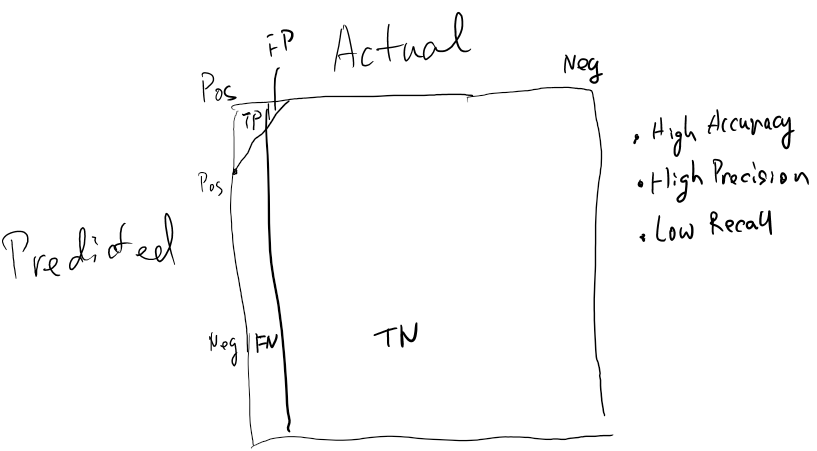 FP
Actual
Pos
Neg
TP
Pos
Predicted
Neg
FN
TN
• High Accuracy
• High Precision
• Low Recall